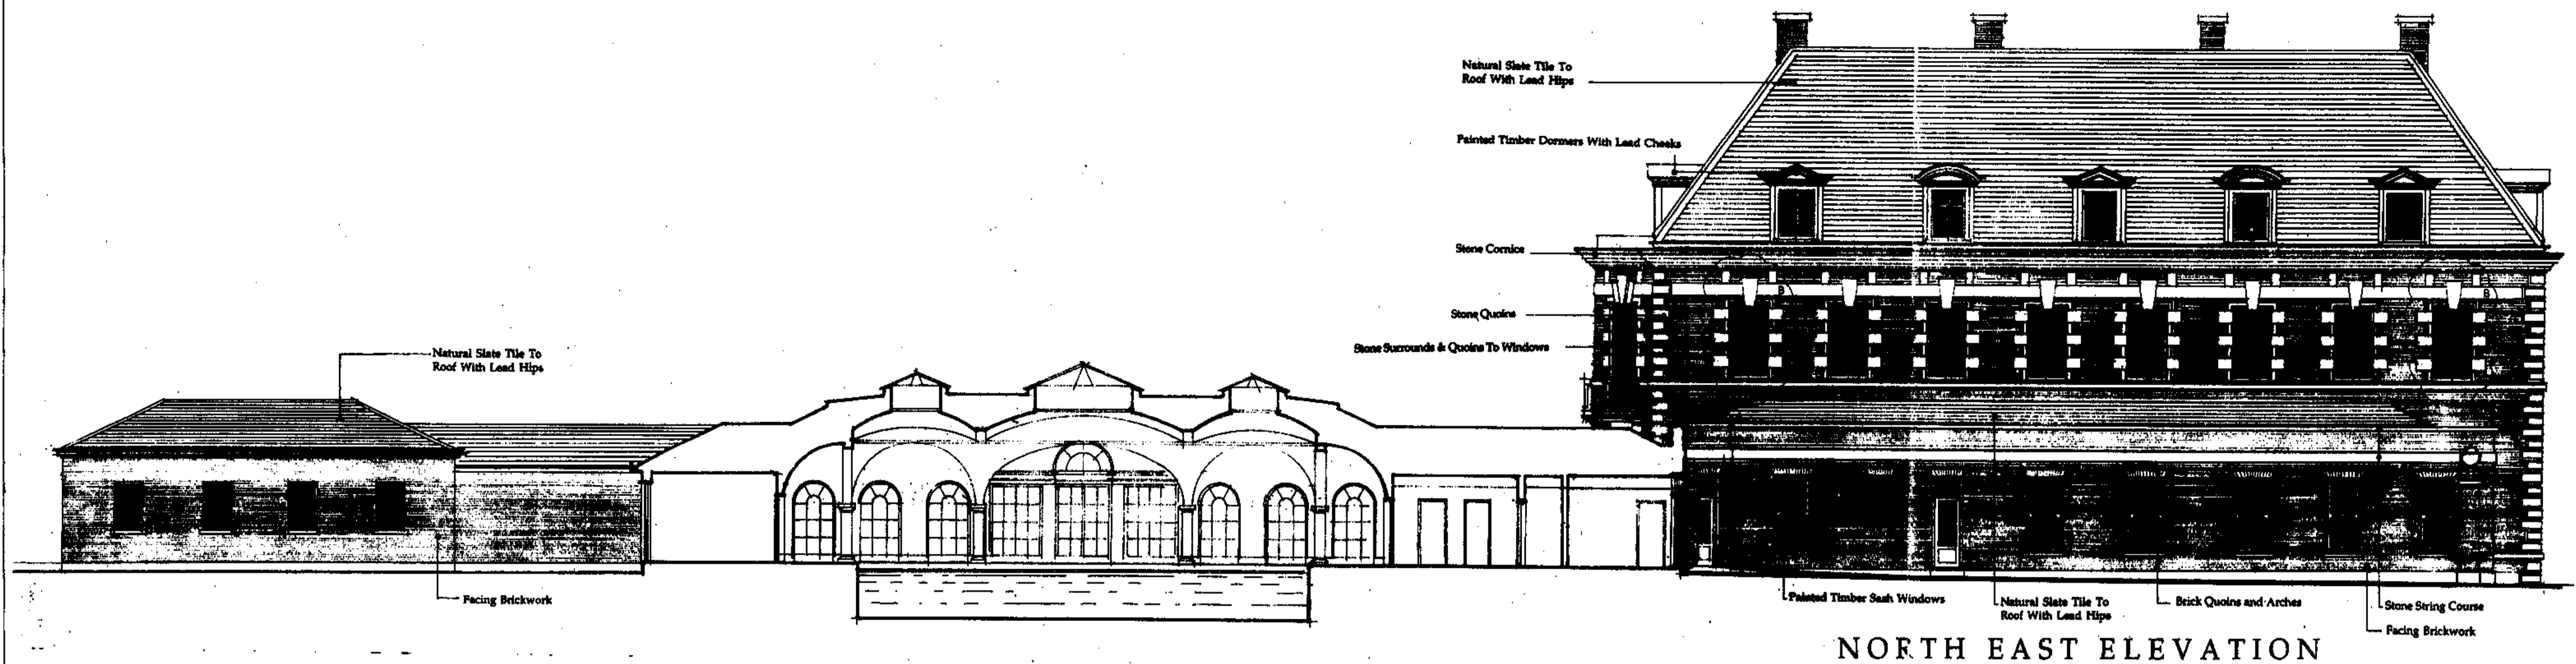 Natural Slate Tile To
Roof With Lead Hips
Painted Timber Dormers With Lead Cheeks
Stone Cornice
B
B
Stone Quoins
Stone Surrounds & Quoins To Windows
Natural Slate Tile To
Roof With Lead Hips
Facing Brickwork
Painted Timber Sash Windows
Natural Slate Tile To
Roof With Lead Hips
Brick Quoins and Arches
Stone String Course
Facing Brickwork
NORTH EAST ELEVATION